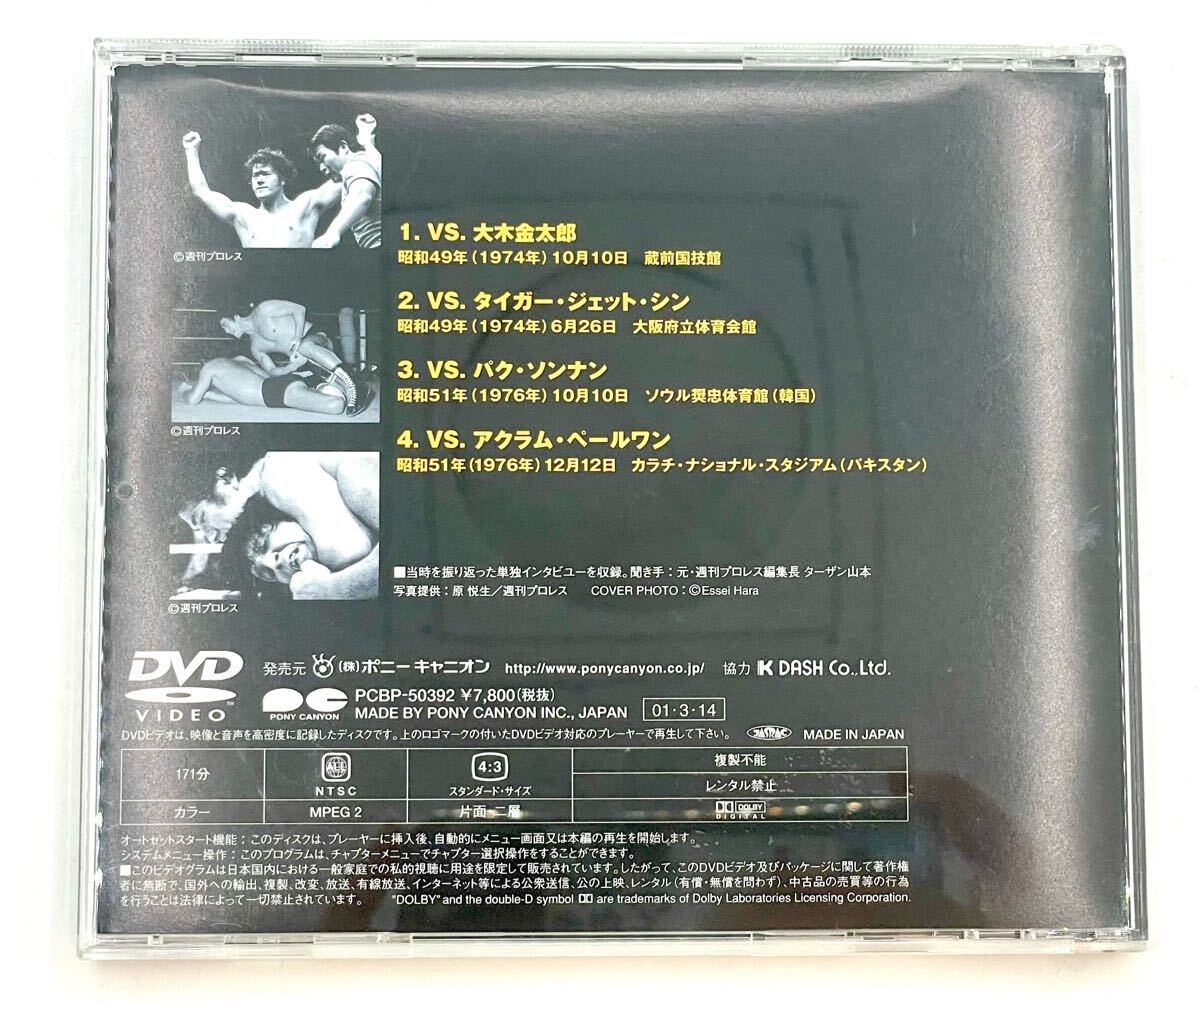 ©週刊プロレス
1. VS. 大木金太郎
昭和49年(1974年)10月10日 蔵前国技館
2. VS. タイガー・ジェット・シン
昭和49年(1974年)6月26日 大阪府立体育会館
3. VS. パク・ソンナン
昭和51年(1976年)10月10日 ソウル奨忠体育館(韓国)
©週刊プロレス
4. VS. アクラム・ペールワン
昭和51年(1976年)12月12日 カラチ・ナショナル・スタジアム(パキスタン)
©週刊プロレス
■当時を振り返った単独インタビューを収録。聞き手:元・週刊プロレス編集長 ターザン山本
写真提供:原 悦生/週刊プロレス COVER PHOTO:©Essei Hara
DVD VIDEO TM
発売元 (株)ポニーキャニオン http://www.ponycanyon.co.jp/ 協力 K DASH Co.,Ltd.
PONY CANYON
PCBP-50392 ¥7,800(税抜)
MADE BY PONY CANYON INC., JAPAN 01・3・14
DVDビデオは、映像と音声を高密度に記録したディスクです。上のロゴマークの付いたDVDビデオ対応のプレーヤーで再生して下さい。 JASRAC MADE IN JAPAN
171分 ALL NTSC 4:3 スタンダード・サイズ 複製不能
レンタル禁止
カラー MPEG 2 片面・二層 DOLBY DIGITAL
オートセットスタート機能:このディスクは、プレーヤーに挿入後、自動的にメニュー画面又は本編の再生を開始します。
システムメニュー操作:このプログラムは、チャプターメニューでチャプター選択操作をすることができます。
■このビデオグラムは日本国内における一般家庭での私的視聴に用途を限定して販売されています。したがって、このDVDビデオ及びパッケージに関して著作権
者に無断で、国外への輸出、複製、改変、放送、有線放送、インターネット等による公衆送信、公の上映、レンタル(有償・無償を問わず)、中古品の売買等の行為
を行うことは法律によって一切禁止されています。 "DOLBY" and the double-D symbol DD are trademarks of Dolby Laboratories Licensing Corporation.